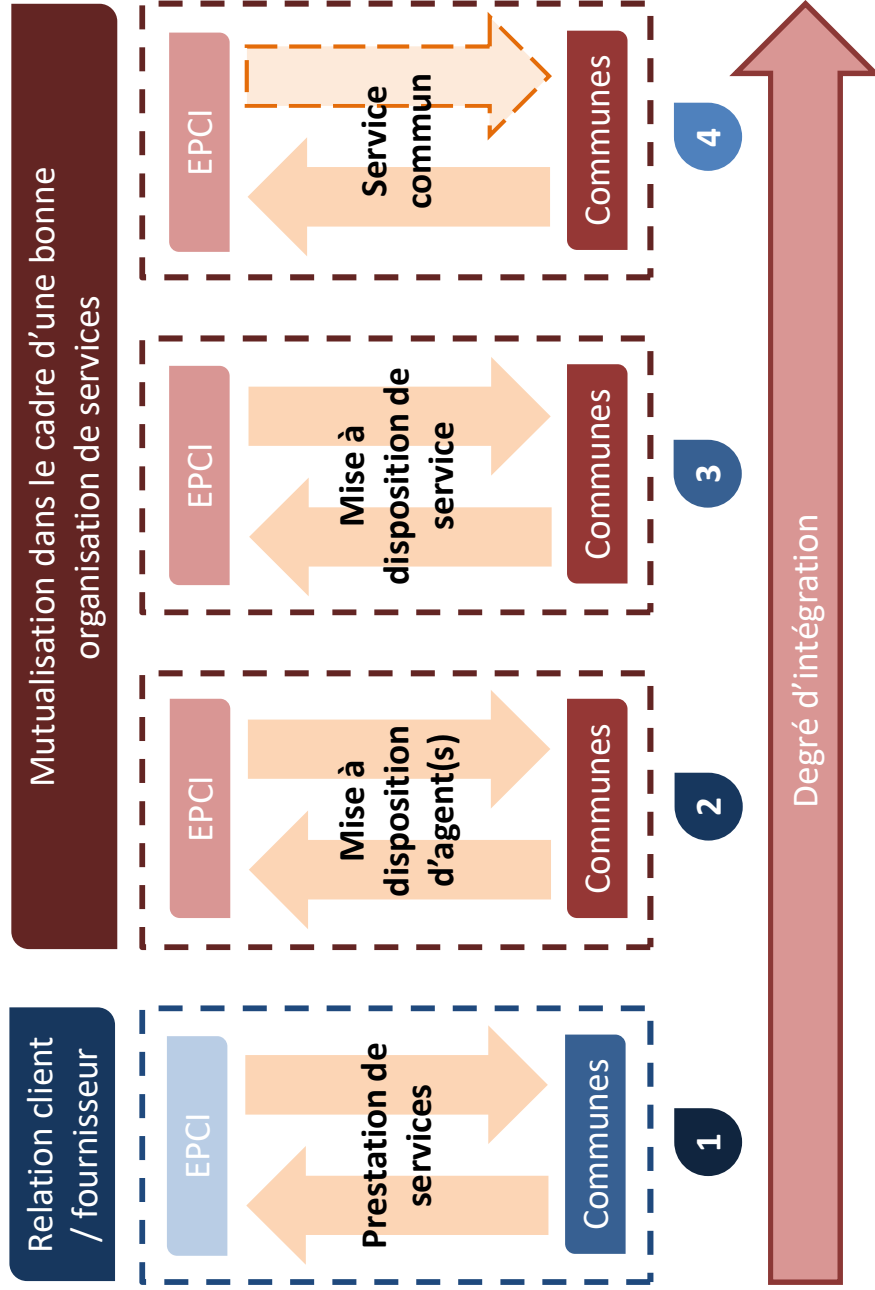 Relation client
/ fournisseur
Mutualisation dans le cadre d’une bonne
organisation de services
EPCI
Prestation de
services
Communes
1
EPCI
Mise à
disposition
d’agent(s)
Communes
2
EPCI
Mise à
disposition de
service
Communes
3
EPCI
Service
commun
Communes
4
Degré d’intégration